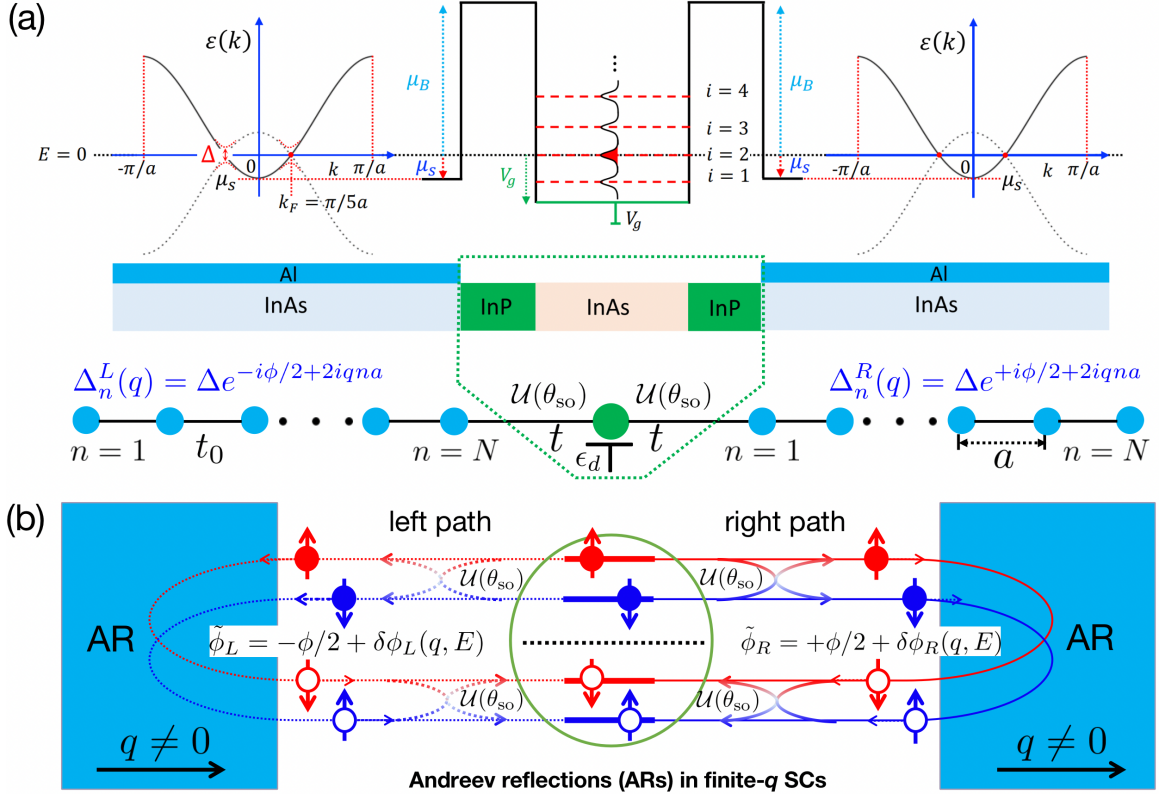 (a)
ε(k)
μ_B
⋮
i = 4
i = 3
i = 2
i = 1
μ_B
ε(k)
E = 0
-π/a
Δ
0
μ_s
k
π/a
k_F = π/5a
μ_s
V_g
V_g
μ_s
-π/a
0
μ_s
k
π/a
Al
InAs
InP
InAs
InP
Al
InAs
Δ_n^L(q) = Δe^{-iϕ/2+2iqna}
𝒰(θ_so)
𝒰(θ_so)
Δ_n^R(q) = Δe^{+iϕ/2+2iqna}
n = 1
t_0
n = N
t
ϵ_d
t
n = 1
a
n = N
(b)
left path
right path
𝒰(θ_so)
𝒰(θ_so)
AR
ϕ̃_L = −ϕ/2 + δϕ_L(q, E)
ϕ̃_R = +ϕ/2 + δϕ_R(q, E)
AR
𝒰(θ_so)
𝒰(θ_so)
q ≠ 0
q ≠ 0
Andreev reflections (ARs) in finite-q SCs